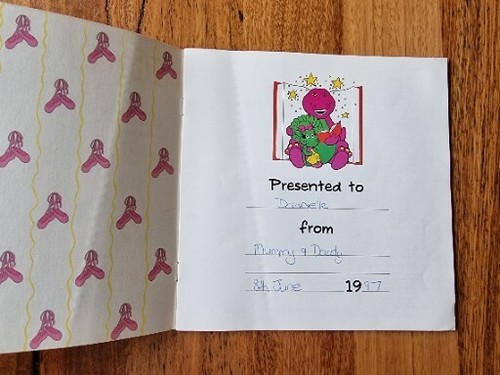 Presented to
Danielle
from
Mummy & Daddy
8th June 1997